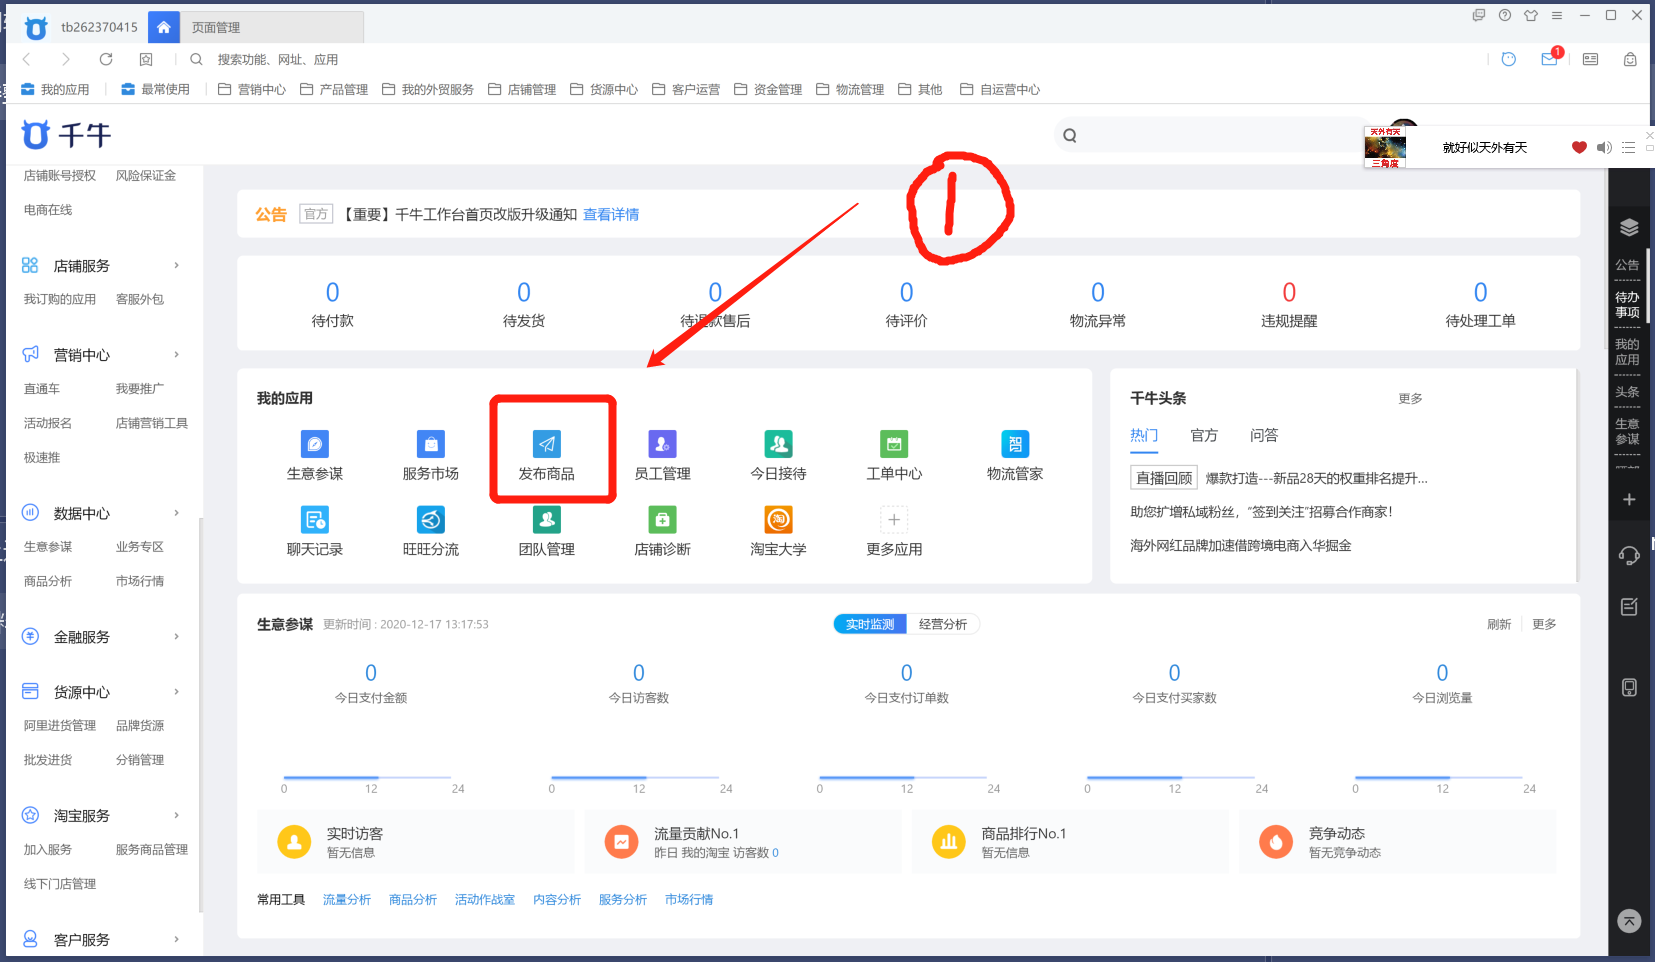 tb262370415
页面管理
搜索功能、网址、应用
1
我的应用 最常使用 营销中心 产品管理 我的外贸服务 店铺管理 货源中心 客户运营 资金管理 物流管理 其他 自运营中心
千牛
天外有天
三角度
就好似天外有天
店铺账号授权 风险保证金
电商在线
店铺服务
我订购的应用 客服外包
营销中心
直通车 我要推广
活动报名 店铺营销工具
极速推
数据中心
生意参谋 业务专区
商品分析 市场行情
金融服务
货源中心
阿里进货管理 品牌货源
批发进货 分销管理
淘宝服务
加入服务 服务商品管理
线下门店管理
客户服务
公告 官方 【重要】千牛工作台首页改版升级通知 查看详情
1
0 0 0 0 0 0 0
待付款 待发货 待退款售后 待评价 物流异常 违规提醒 待处理工单
我的应用
生意参谋 服务市场 发布商品 员工管理 今日接待 工单中心 物流管家
聊天记录 旺旺分流 团队管理 店铺诊断 淘宝大学 更多应用
千牛头条 更多
热门 官方 问答
直播回顾 爆款打造---新品28天的权重排名提升...
助您扩增私域粉丝，“签到关注”招募合作商家！
海外网红品牌加速借跨境电商入华掘金
生意参谋 更新时间 : 2020-12-17 13:17:53
实时监测 经营分析
刷新 更多
0 0 0 0 0
今日支付金额 今日访客数 今日支付订单数 今日支付买家数 今日浏览量
0 12 24 0 12 24 0 12 24 0 12 24 0 12 24
实时访客
暂无信息
流量贡献No.1
昨日 我的淘宝 访客数 0
商品排行No.1
暂无信息
竞争动态
暂无竞争动态
常用工具 流量分析 商品分析 活动作战室 内容分析 服务分析 市场行情
公告
待办
事项
我的
应用
头条
生意
参谋